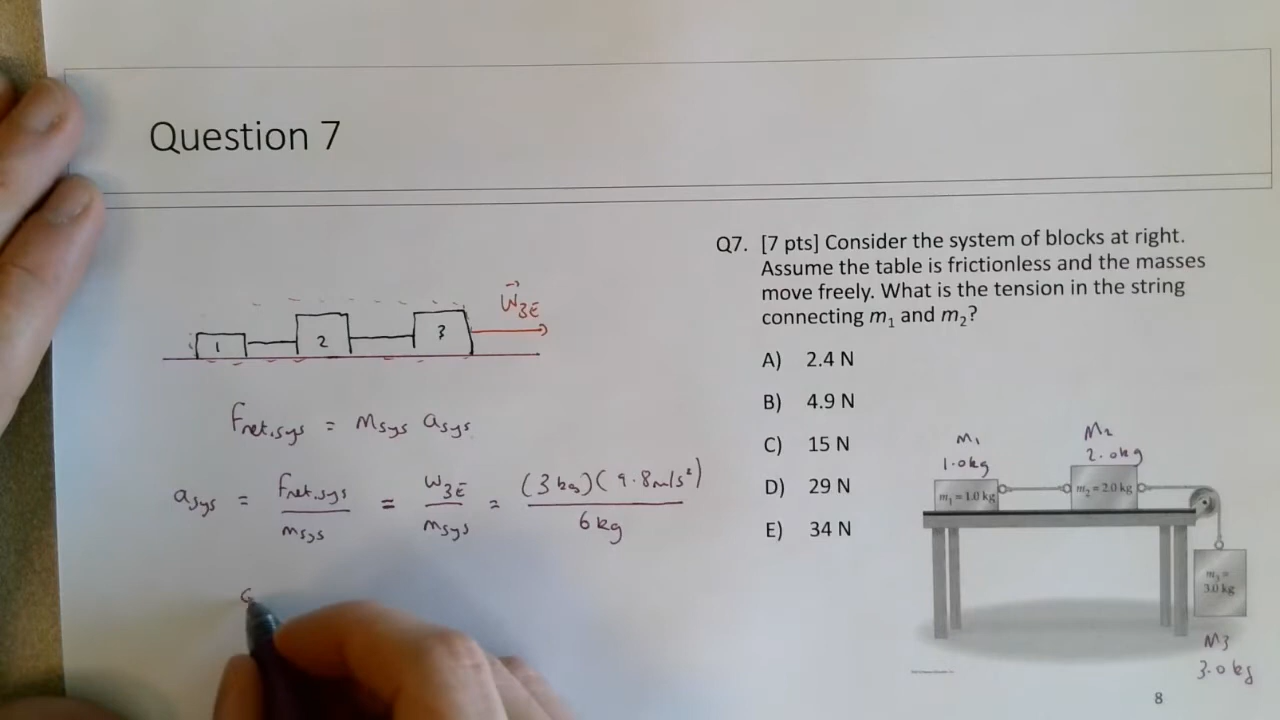 Question 7
Q7. [7 pts] Consider the system of blocks at right.
Assume the table is frictionless and the masses
move freely. What is the tension in the string
connecting m₁ and m₂?
A) 2.4 N
B) 4.9 N
C) 15 N
D) 29 N
E) 34 N
W⃗₃E
1 2 3
Fnet,sys = Msys asys
asys = Fnet,sys / msys = W₃E / msys = (3 kg)(9.8 m/s²) / 6 kg
M₁
1.0 kg
M₂
2.0 kg
m₁ = 1.0 kg
m₂ = 2.0 kg
m₃ =
3.0 kg
M3
3.0 kg
8